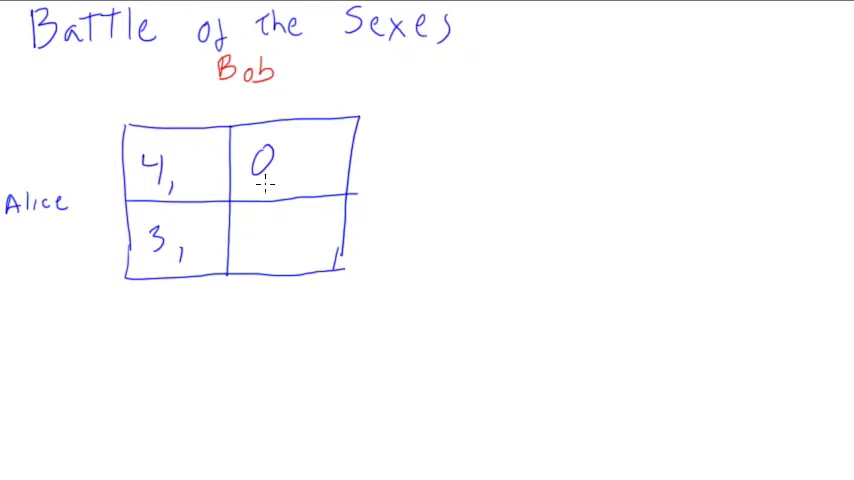 Battle of the Sexes
Bob
4, 0
Alice
3, ,